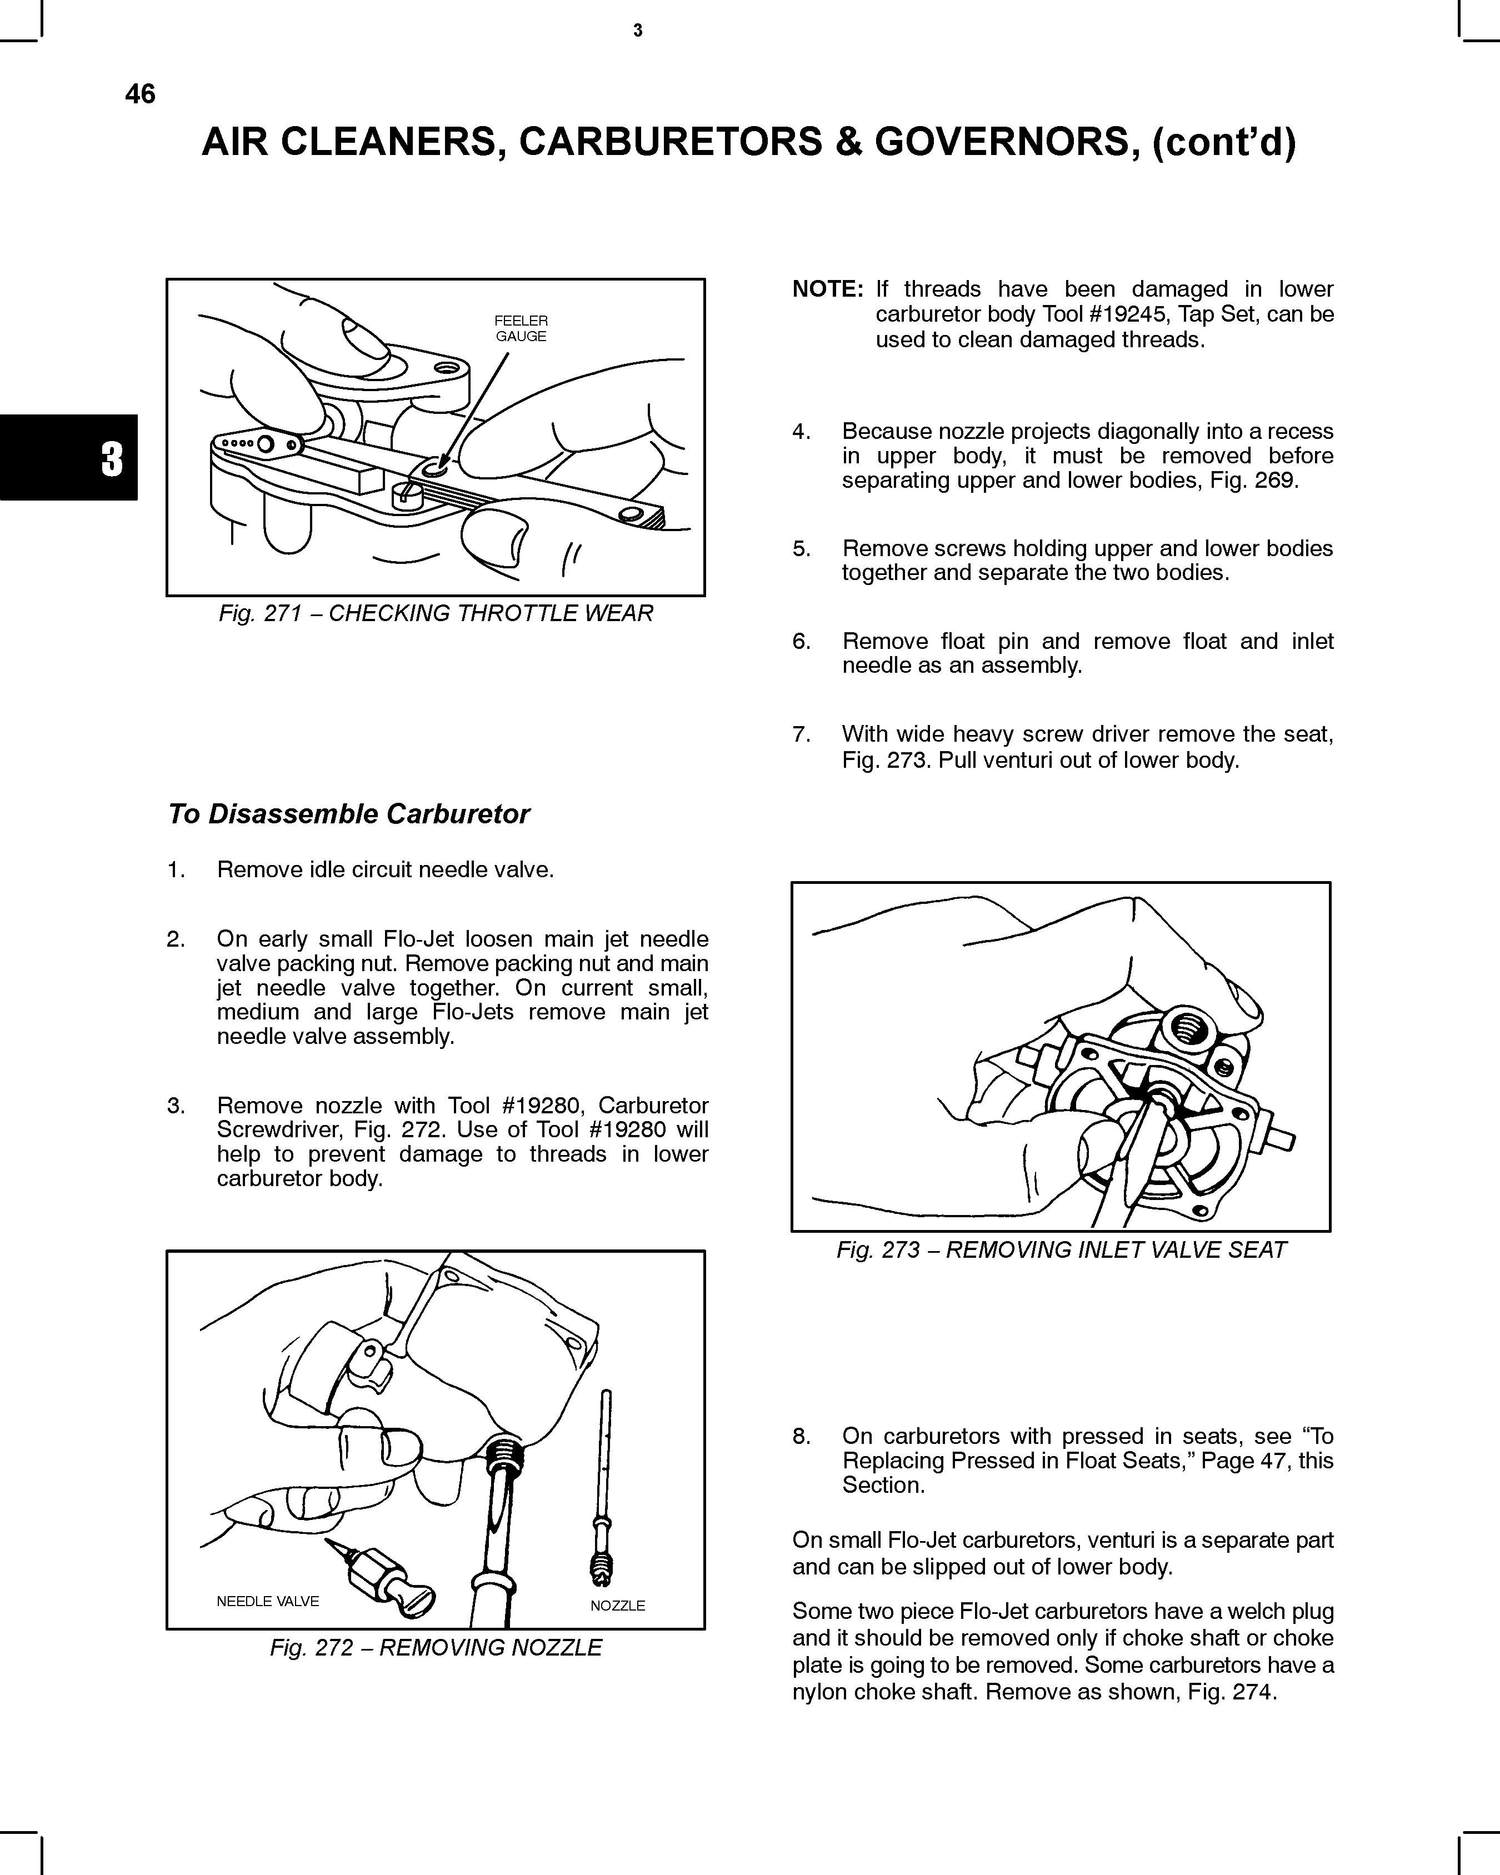 3
46
AIR CLEANERS, CARBURETORS & GOVERNORS, (cont’d)
3
FEELER
GAUGE
Fig. 271 – CHECKING THROTTLE WEAR
To Disassemble Carburetor
1. Remove idle circuit needle valve.
2. On early small Flo-Jet loosen main jet needle
valve packing nut. Remove packing nut and main
jet needle valve together. On current small,
medium and large Flo-Jets remove main jet
needle valve assembly.
3. Remove nozzle with Tool #19280, Carburetor
Screwdriver, Fig. 272. Use of Tool #19280 will
help to prevent damage to threads in lower
carburetor body.
NEEDLE VALVE
NOZZLE
Fig. 272 – REMOVING NOZZLE
NOTE: If threads have been damaged in lower
carburetor body Tool #19245, Tap Set, can be
used to clean damaged threads.
4. Because nozzle projects diagonally into a recess
in upper body, it must be removed before
separating upper and lower bodies, Fig. 269.
5. Remove screws holding upper and lower bodies
together and separate the two bodies.
6. Remove float pin and remove float and inlet
needle as an assembly.
7. With wide heavy screw driver remove the seat,
Fig. 273. Pull venturi out of lower body.
Fig. 273 – REMOVING INLET VALVE SEAT
8. On carburetors with pressed in seats, see “To
Replacing Pressed in Float Seats,” Page 47, this
Section.
On small Flo-Jet carburetors, venturi is a separate part
and can be slipped out of lower body.
Some two piece Flo-Jet carburetors have a welch plug
and it should be removed only if choke shaft or choke
plate is going to be removed. Some carburetors have a
nylon choke shaft. Remove as shown, Fig. 274.